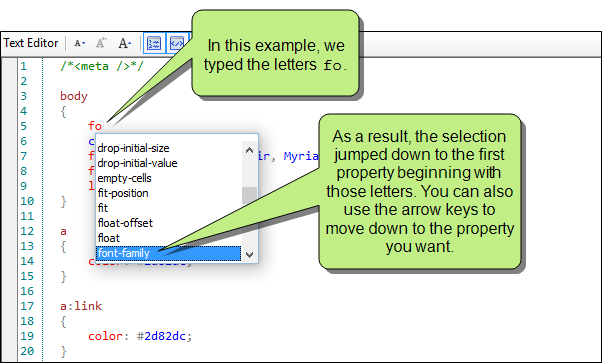 In this example, we
typed the letters fo.
Text Editor A- A A-
1 /*<meta />*/
2
3 body
4 {
5 fo
6 c
7 f ir, Myria
8 f
9 l
10 }
11
12 a
13 {
14
15 }
16
17 a:link
18 {
19 color: #2d82dc;
20 }
drop-initial-size
drop-initial-value
empty-cells
fit-position
fit
float-offset
float
font-family
As a result, the selection
jumped down to the first
property beginning with
those letters. You can also
use the arrow keys to
move down to the property
you want.